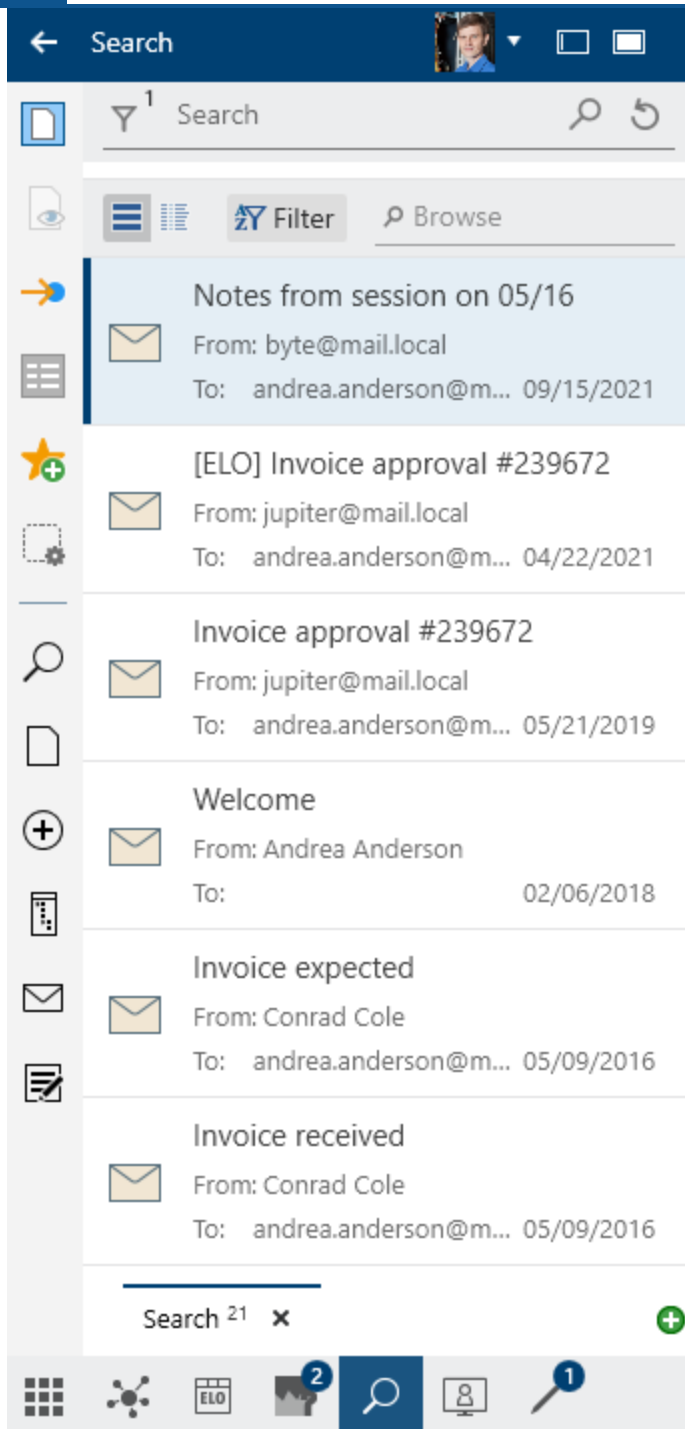 Search
1
Search
Filter
Browse
Notes from session on 05/16
From: byte@mail.local
To: andrea.anderson@m... 09/15/2021
[ELO] Invoice approval #239672
From: jupiter@mail.local
To: andrea.anderson@m... 04/22/2021
Invoice approval #239672
From: jupiter@mail.local
To: andrea.anderson@m... 05/21/2019
Welcome
From: Andrea Anderson
To: 02/06/2018
Invoice expected
From: Conrad Cole
To: andrea.anderson@m... 05/09/2016
Invoice received
From: Conrad Cole
To: andrea.anderson@m... 05/09/2016
Search 21
ELO
2
1